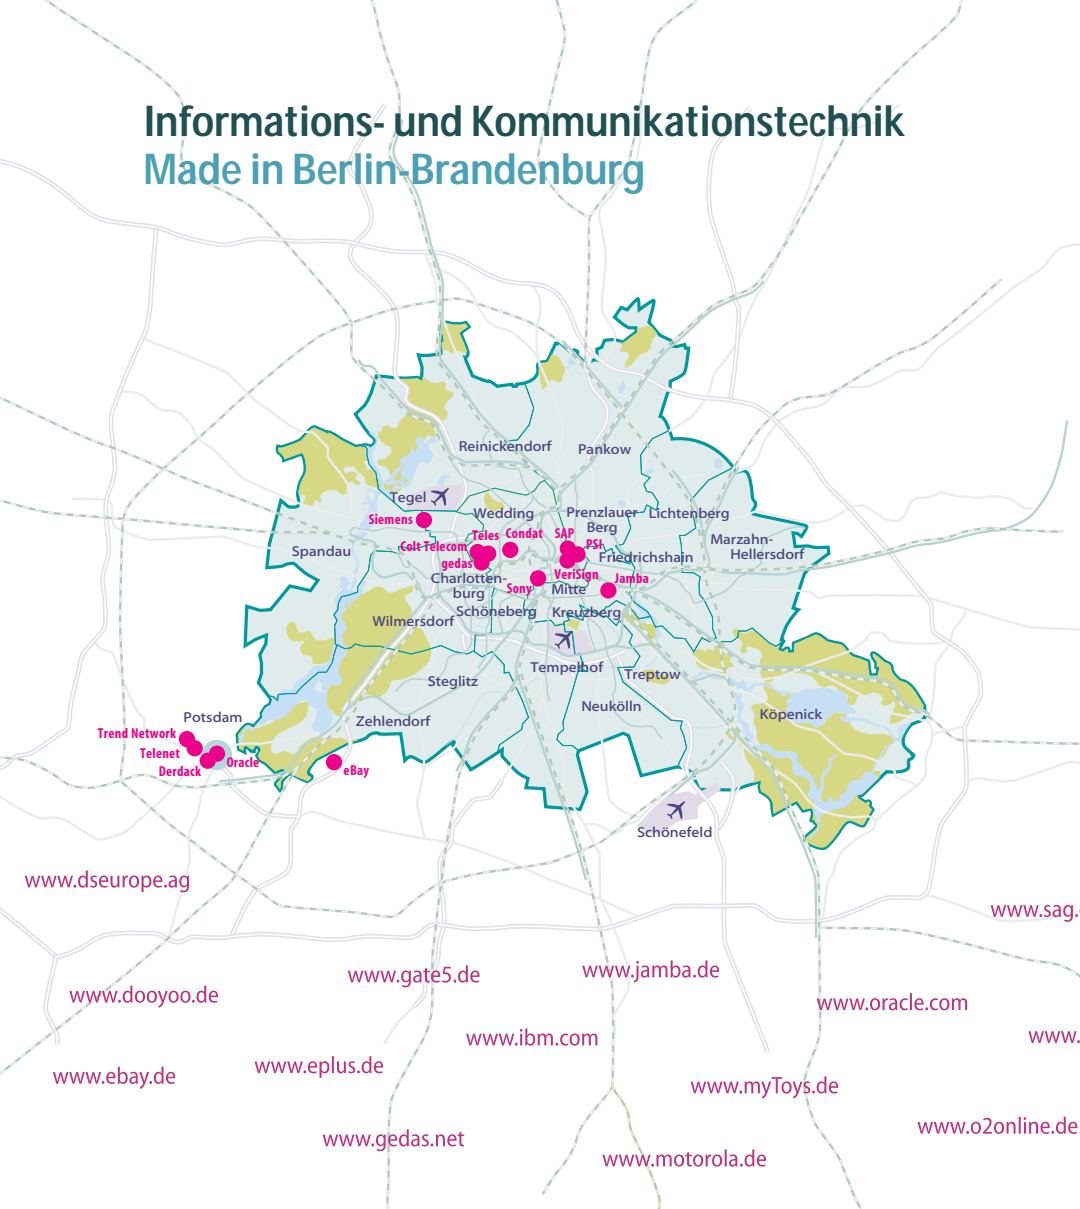 Informations- und Kommunikationstechnik
Made in Berlin-Brandenburg
Reinickendorf
Pankow
Tegel
Siemens
Wedding
Prenzlauer
Berg
Lichtenberg
Teles
Condat
SAP
PSI
Colt Telecom
gedas
Spandau
Friedrichshain
Marzahn-
Hellersdorf
VeriSign
Jamba
Charlotten-
burg
Sony
Mitte
Schöneberg
Kreuzberg
Wilmersdorf
Tempelhof
Treptow
Steglitz
Neukölln
Köpenick
Potsdam
Zehlendorf
Trend Network
Telenet
Derdack
Oracle
eBay
Schönefeld
www.dseurope.ag
www.sag.
www.gate5.de
www.jamba.de
www.dooyoo.de
www.oracle.com
www.ibm.com
www.
www.eplus.de
www.ebay.de
www.myToys.de
www.o2online.de
www.gedas.net
www.motorola.de